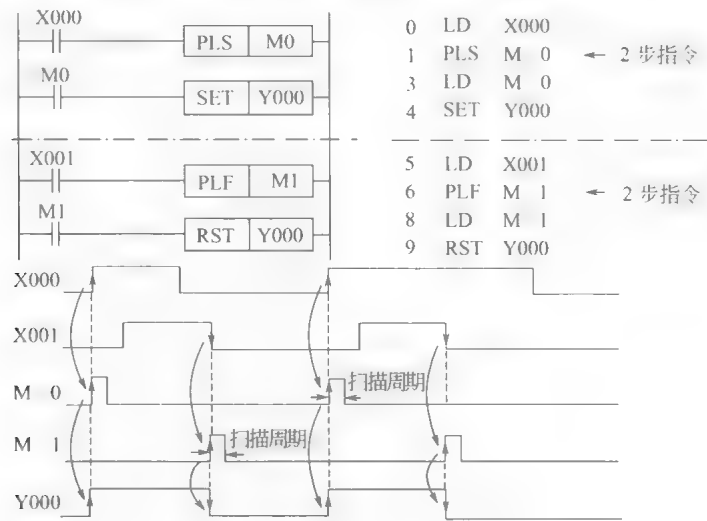 X000
PLS M0
M0
SET Y000
X001
PLF M1
M1
RST Y000
0 LD X000
1 PLS M 0 ← 2 步指令
3 LD M 0
4 SET Y000
5 LD X001
6 PLF M 1 ← 2 步指令
8 LD M 1
9 RST Y000
X000
X001
M 0
扫描周期
M 1
扫描周期
Y000